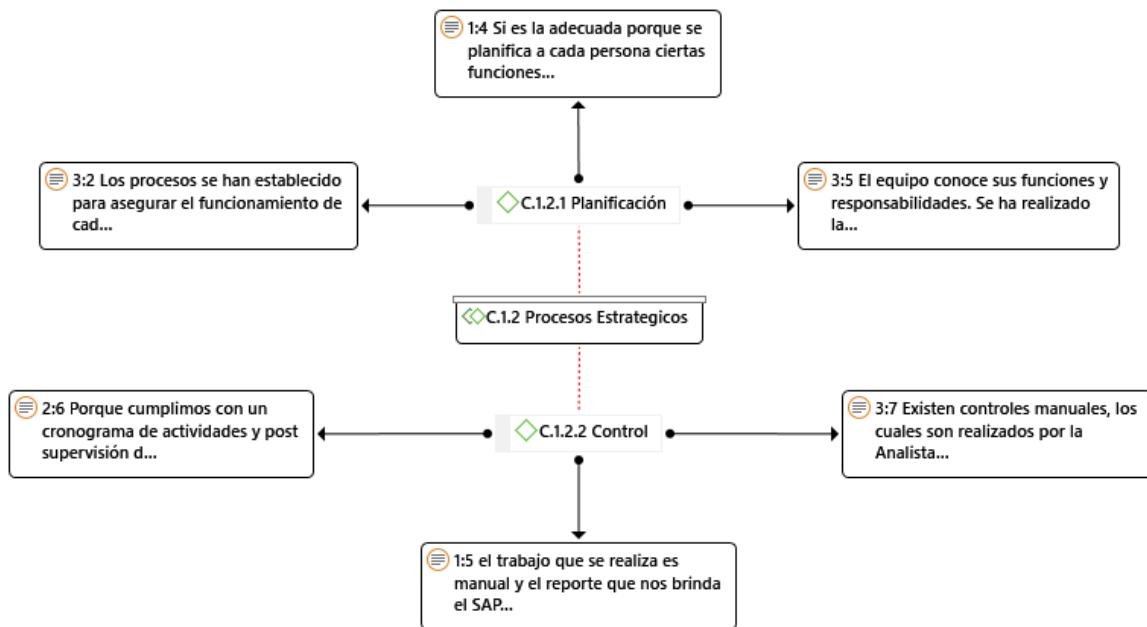 1:4 Si es la adecuada porque se
planifica a cada persona ciertas
funciones...
3:2 Los procesos se han establecido
para asegurar el funcionamiento de
cad...
C.1.2.1 Planificación
3:5 El equipo conoce sus funciones y
responsabilidades. Se ha realizado
la...
C.1.2 Procesos Estrategicos
2:6 Porque cumplimos con un
cronograma de actividades y post
supervisión d...
C.1.2.2 Control
3:7 Existen controles manuales, los
cuales son realizados por la
Analista...
1:5 el trabajo que se realiza es
manual y el reporte que nos brinda
el SAP...